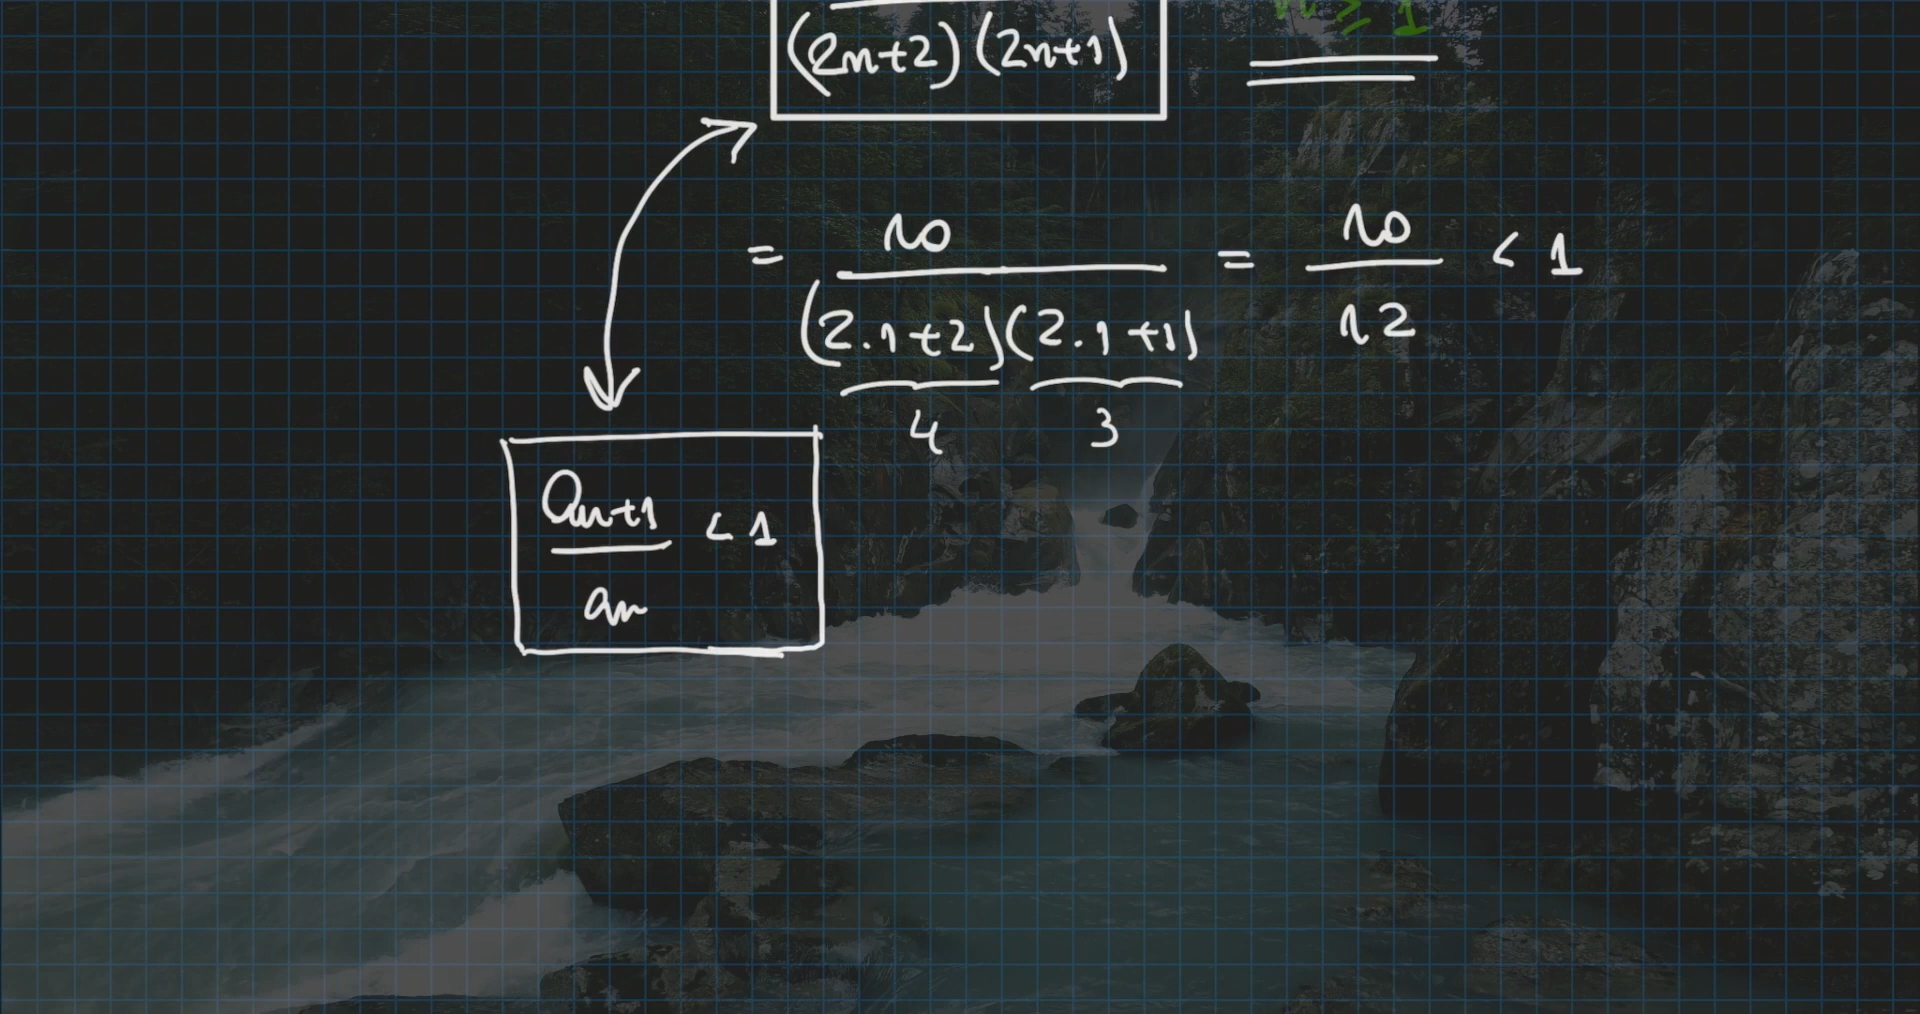 (2n+2)(2n+1)
n ≥ 1
= 10 / (2.1+2)(2.1+1) = 10 / 12 < 1
4 3
an+1 / an < 1